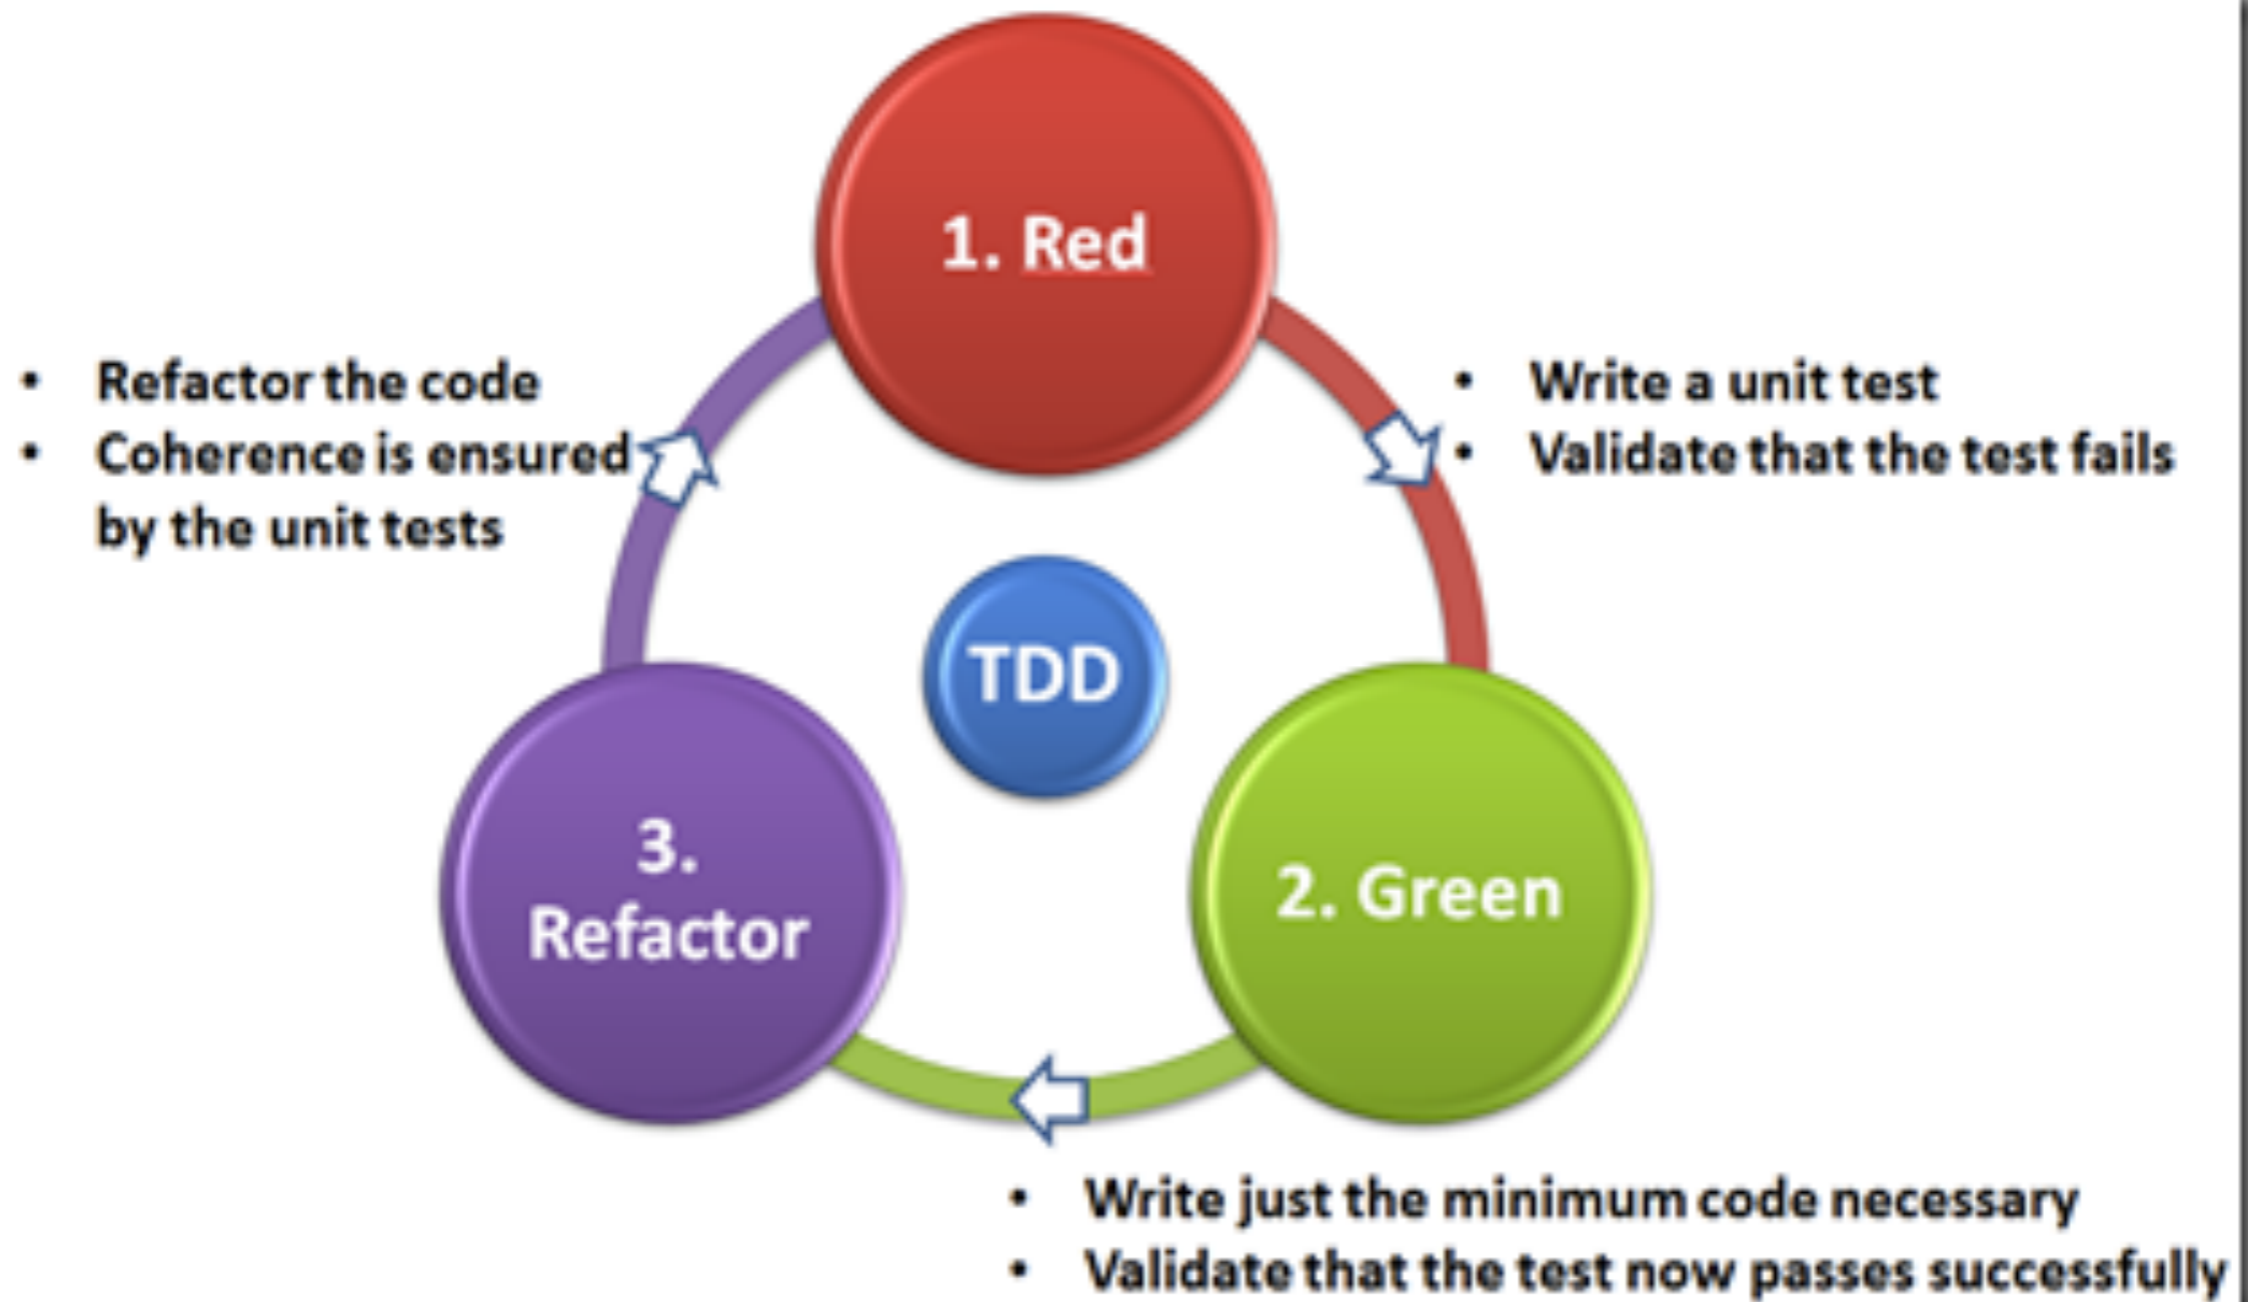 1. Red
• Refactor the code
• Coherence is ensured
by the unit tests
• Write a unit test
• Validate that the test fails
TDD
3.
Refactor
2. Green
• Write just the minimum code necessary
• Validate that the test now passes successfully